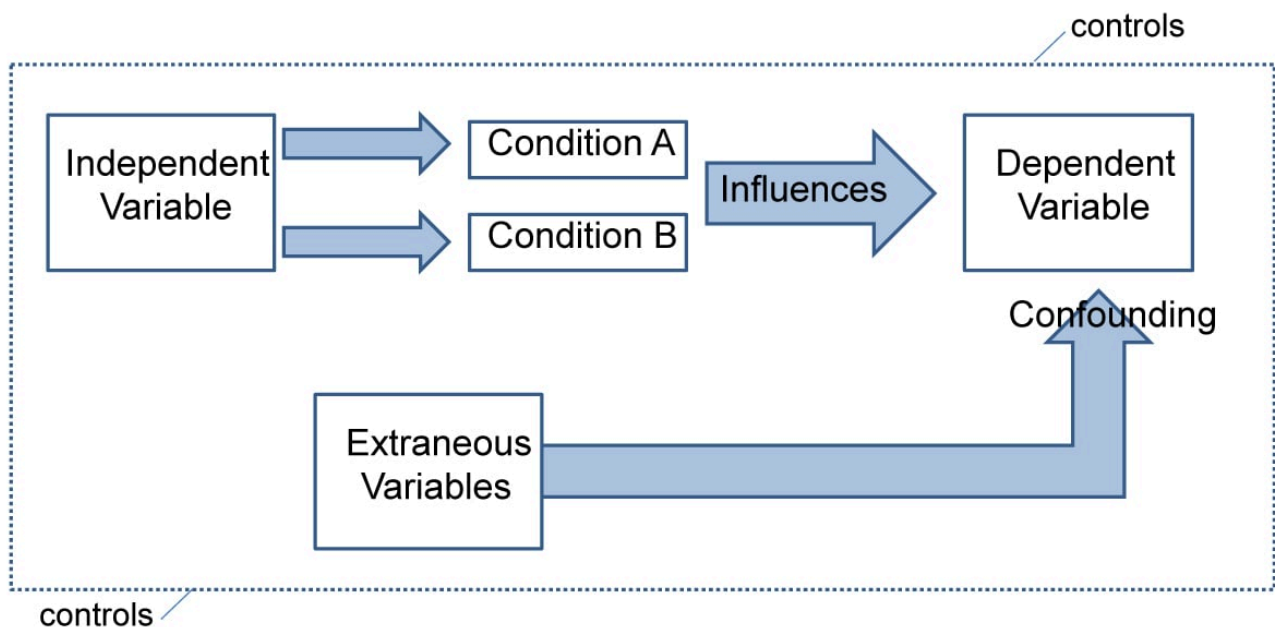 controls
Independent
Variable
Condition A
Condition B
Influences
Dependent
Variable
Confounding
Extraneous
Variables
controls